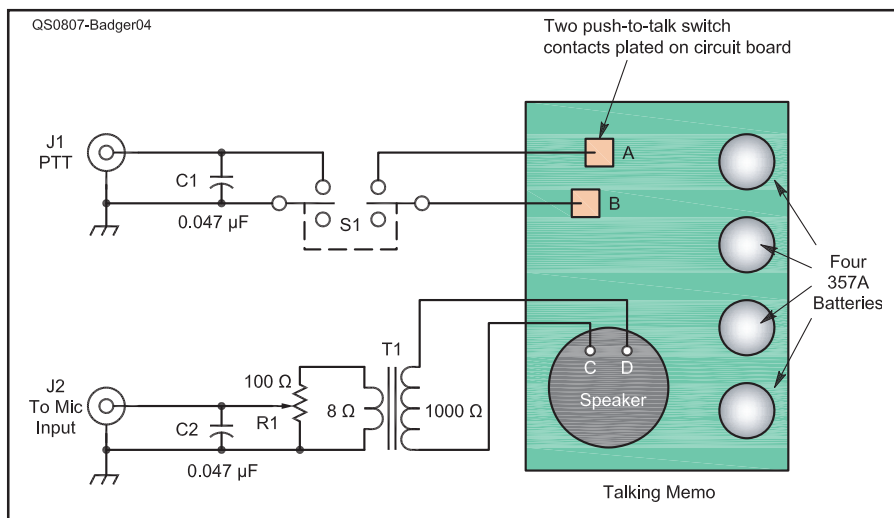 QS0807-Badger04
Two push-to-talk switch
contacts plated on circuit board
J1
PTT
C1
0.047 µF
S1
A
B
Four
357A
Batteries
J2
To Mic
Input
C2
0.047 µF
100 Ω
R1
8 Ω
T1
1000 Ω
C
D
Speaker
Talking Memo